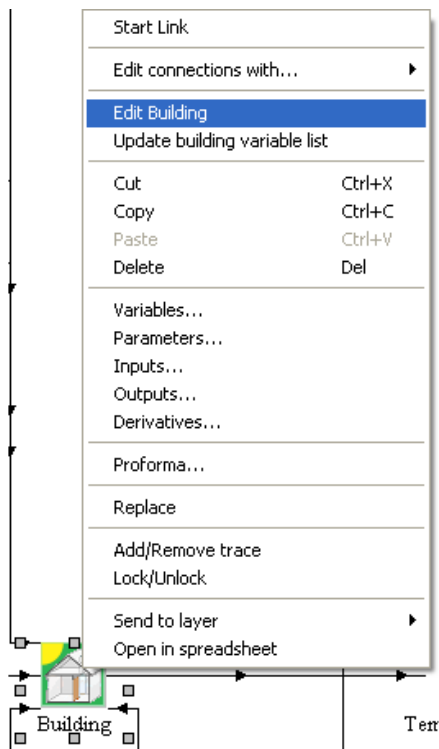 Start Link
Edit connections with...
Edit Building
Update building variable list
Cut Ctrl+X
Copy Ctrl+C
Paste Ctrl+V
Delete Del
Variables...
Parameters...
Inputs...
Outputs...
Derivatives...
Proforma...
Replace
Add/Remove trace
Lock/Unlock
Send to layer
Open in spreadsheet
Building